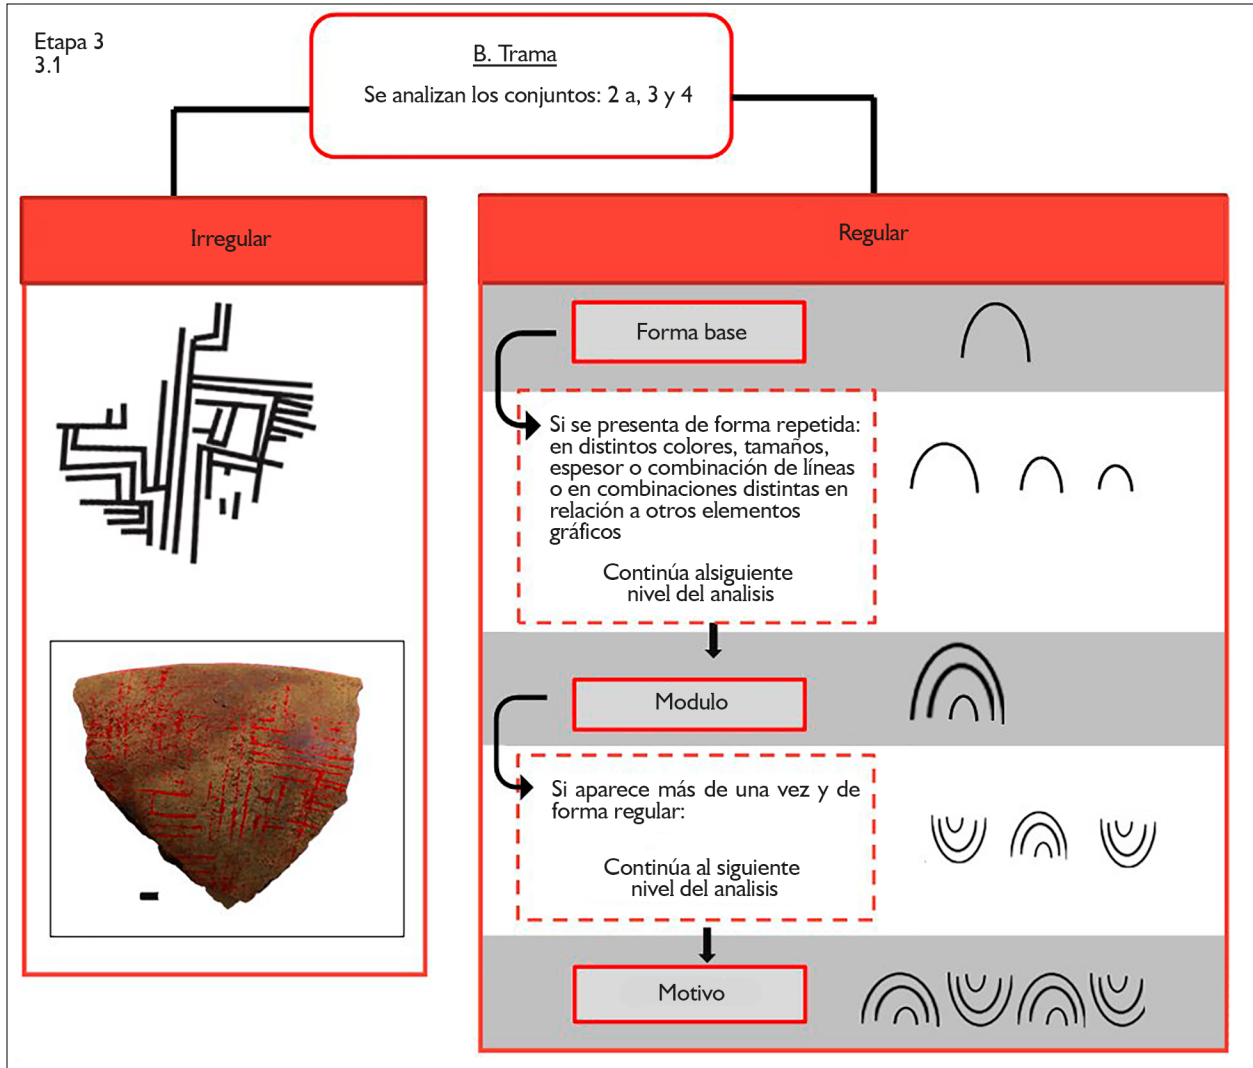 Etapa 3
3.1
B. Trama
Se analizan los conjuntos: 2 a, 3 y 4
Irregular
Regular
Forma base
Si se presenta de forma repetida:
en distintos colores, tamaños,
espesor o combinación de líneas
o en combinaciones distintas en
relación a otros elementos
gráficos
Continúa alsiguiente
nivel del analisis
Modulo
Si aparece más de una vez y de
forma regular:
Continúa al siguiente
nivel del analisis
Motivo